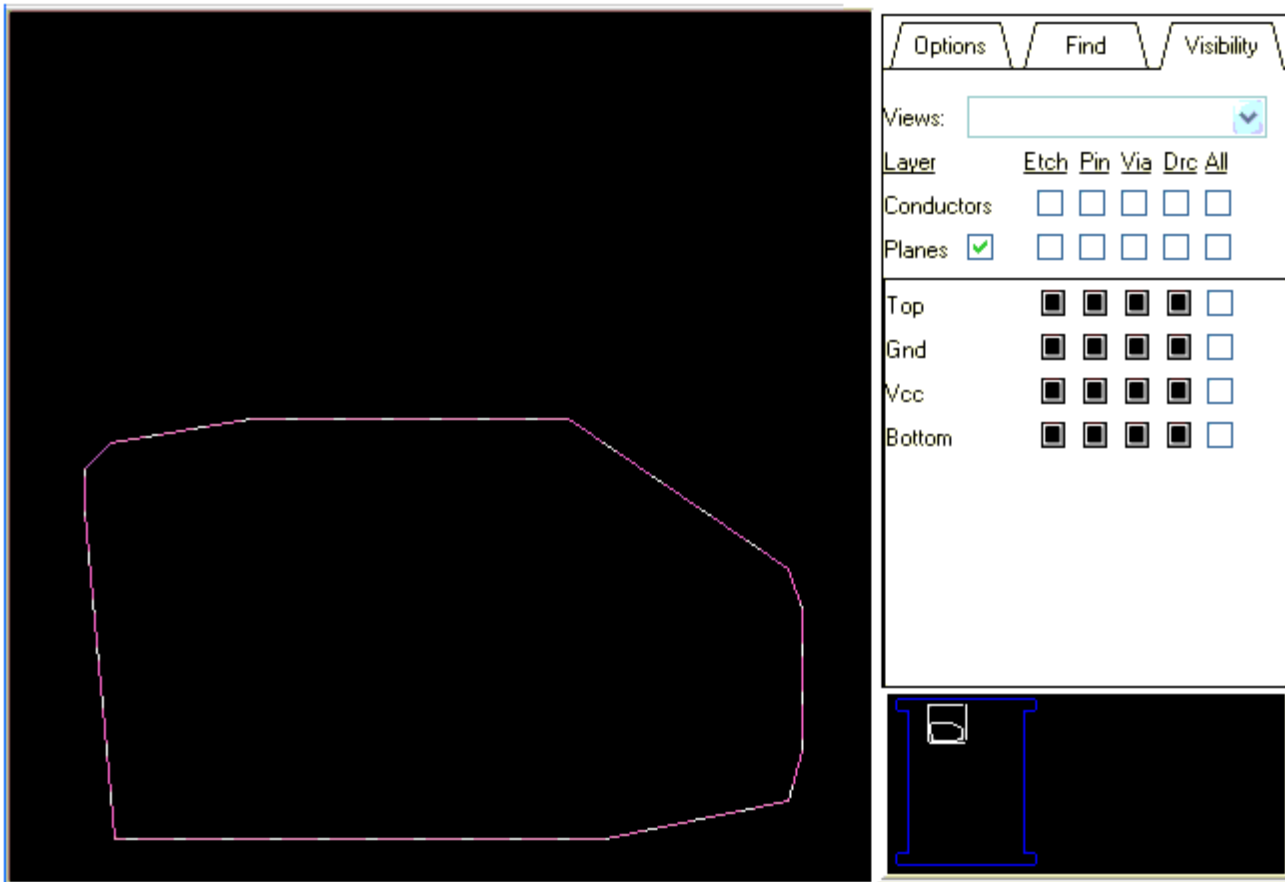 Options Find Visibility
Views:
Layer Etch Pin Via Drc All
Conductors
Planes
Top
Gnd
Vcc
Bottom